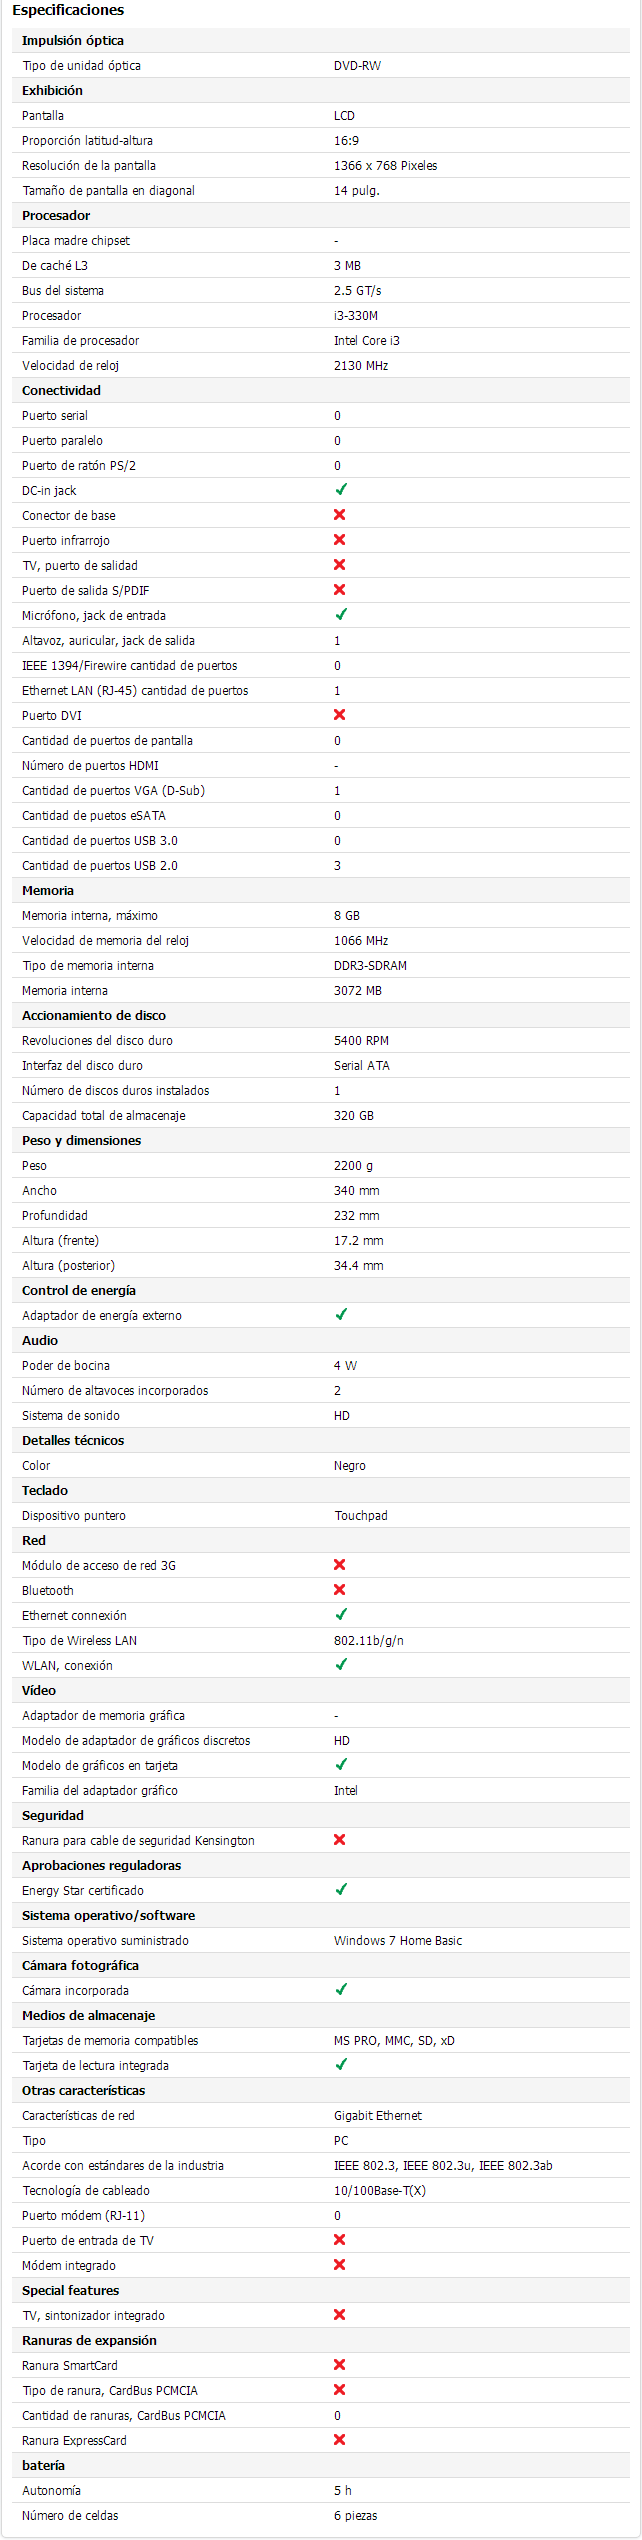 Especificaciones
Impulsión óptica
Tipo de unidad óptica DVD-RW
Exhibición
Pantalla LCD
Proporción latitud-altura 16:9
Resolución de la pantalla 1366 x 768 Pixeles
Tamaño de pantalla en diagonal 14 pulg.
Procesador
Placa madre chipset -
De caché L3 3 MB
Bus del sistema 2.5 GT/s
Procesador i3-330M
Familia de procesador Intel Core i3
Velocidad de reloj 2130 MHz
Conectividad
Puerto serial 0
Puerto paralelo 0
Puerto de ratón PS/2 0
DC-in jack
Conector de base
Puerto infrarrojo
TV, puerto de salidad
Puerto de salida S/PDIF
Micrófono, jack de entrada
Altavoz, auricular, jack de salida 1
IEEE 1394/Firewire cantidad de puertos 0
Ethernet LAN (RJ-45) cantidad de puertos 1
Puerto DVI
Cantidad de puertos de pantalla 0
Número de puertos HDMI -
Cantidad de puertos VGA (D-Sub) 1
Cantidad de puetos eSATA 0
Cantidad de puertos USB 3.0 0
Cantidad de puertos USB 2.0 3
Memoria
Memoria interna, máximo 8 GB
Velocidad de memoria del reloj 1066 MHz
Tipo de memoria interna DDR3-SDRAM
Memoria interna 3072 MB
Accionamiento de disco
Revoluciones del disco duro 5400 RPM
Interfaz del disco duro Serial ATA
Número de discos duros instalados 1
Capacidad total de almacenaje 320 GB
Peso y dimensiones
Peso 2200 g
Ancho 340 mm
Profundidad 232 mm
Altura (frente) 17.2 mm
Altura (posterior) 34.4 mm
Control de energía
Adaptador de energía externo
Audio
Poder de bocina 4 W
Número de altavoces incorporados 2
Sistema de sonido HD
Detalles técnicos
Color Negro
Teclado
Dispositivo puntero Touchpad
Red
Módulo de acceso de red 3G
Bluetooth
Ethernet connexión
Tipo de Wireless LAN 802.11b/g/n
WLAN, conexión
Vídeo
Adaptador de memoria gráfica -
Modelo de adaptador de gráficos discretos HD
Modelo de gráficos en tarjeta
Familia del adaptador gráfico Intel
Seguridad
Ranura para cable de seguridad Kensington
Aprobaciones reguladoras
Energy Star certificado
Sistema operativo/software
Sistema operativo suministrado Windows 7 Home Basic
Cámara fotográfica
Cámara incorporada
Medios de almacenaje
Tarjetas de memoria compatibles MS PRO, MMC, SD, xD
Tarjeta de lectura integrada
Otras características
Características de red Gigabit Ethernet
Tipo PC
Acorde con estándares de la industria IEEE 802.3, IEEE 802.3u, IEEE 802.3ab
Tecnología de cableado 10/100Base-T(X)
Puerto módem (RJ-11) 0
Puerto de entrada de TV
Módem integrado
Special features
TV, sintonizador integrado
Ranuras de expansión
Ranura SmartCard
Tipo de ranura, CardBus PCMCIA
Cantidad de ranuras, CardBus PCMCIA 0
Ranura ExpressCard
batería
Autonomía 5 h
Número de celdas 6 piezas